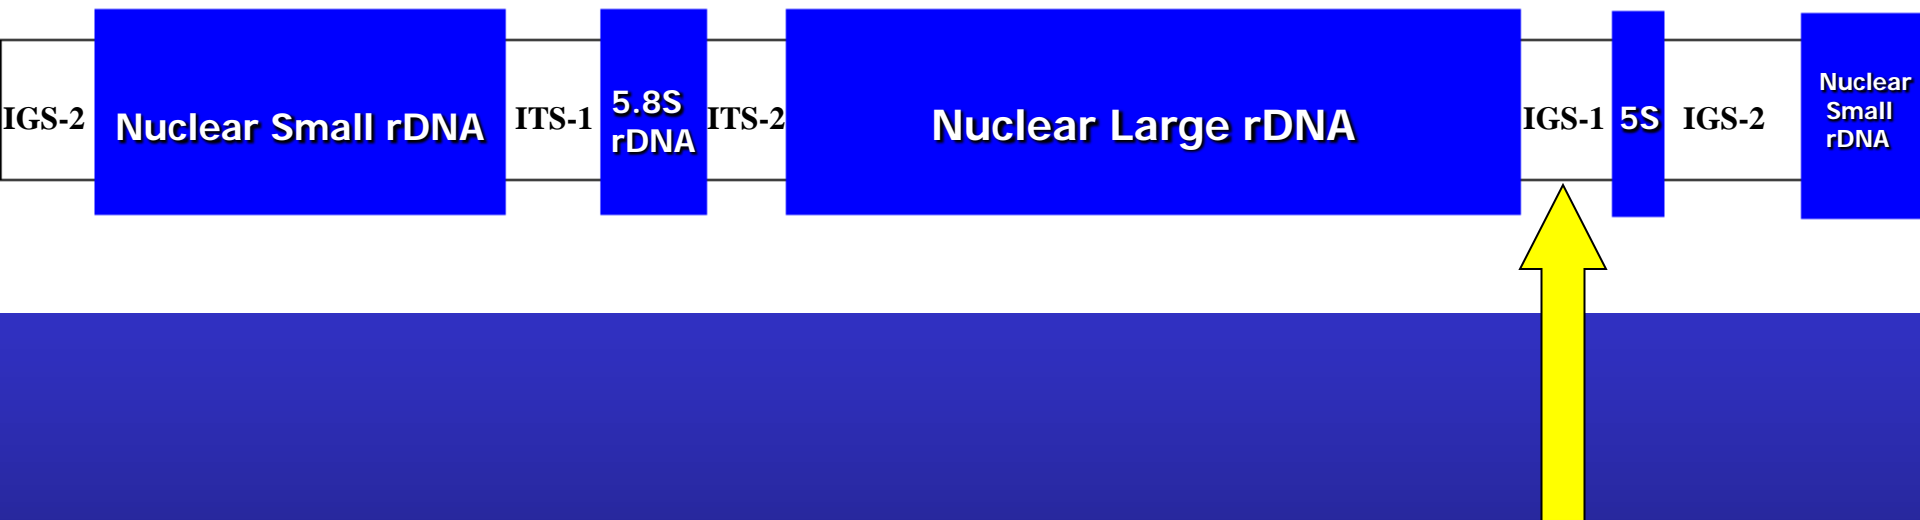 IGS-2
Nuclear Small rDNA
ITS-1
5.8S
rDNA
ITS-2
Nuclear Large rDNA
IGS-1
5S
IGS-2
Nuclear
Small
rDNA